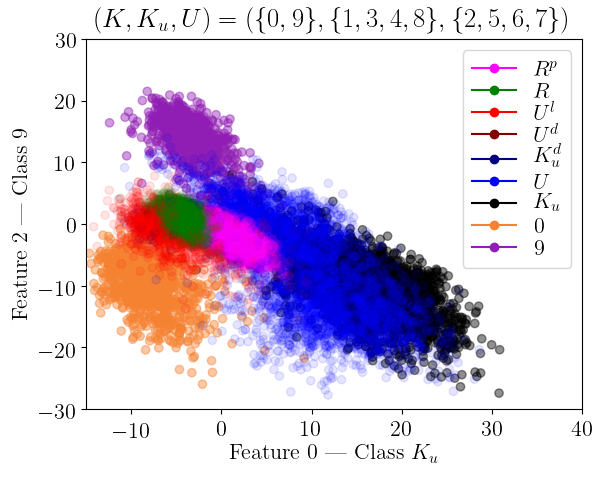 (K, K_u, U) = ({0, 9}, {1, 3, 4, 8}, {2, 5, 6, 7})
30
20
10
0
−10
−20
−30
Feature 2 — Class 9
R^p
R
U^l
U^d
K_u^d
U
K_u
0
9
−10
0
10
20
30
40
Feature 0 — Class K_u